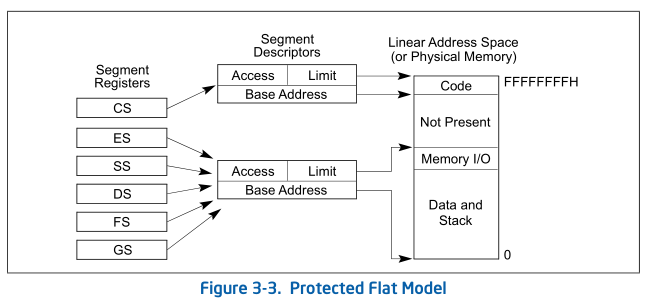 Segment
Registers
CS
ES
SS
DS
FS
GS
Segment
Descriptors
Access Limit
Base Address
Access Limit
Base Address
Linear Address Space
(or Physical Memory)
Code
FFFFFFFFH
Not Present
Memory I/O
Data and
Stack
0
Figure 3-3. Protected Flat Model